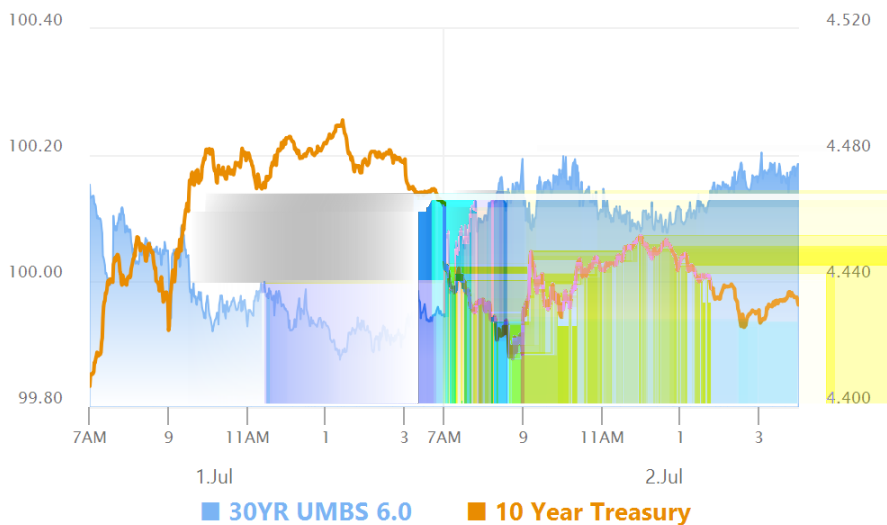 100.40 4.520
100.20 4.480
100.00 4.440
99.80 4.400
7AM 9 11AM 1 3 7AM 9 11AM 1 3
1.Jul 2.Jul
30YR UMBS 6.0 10 Year Treasury